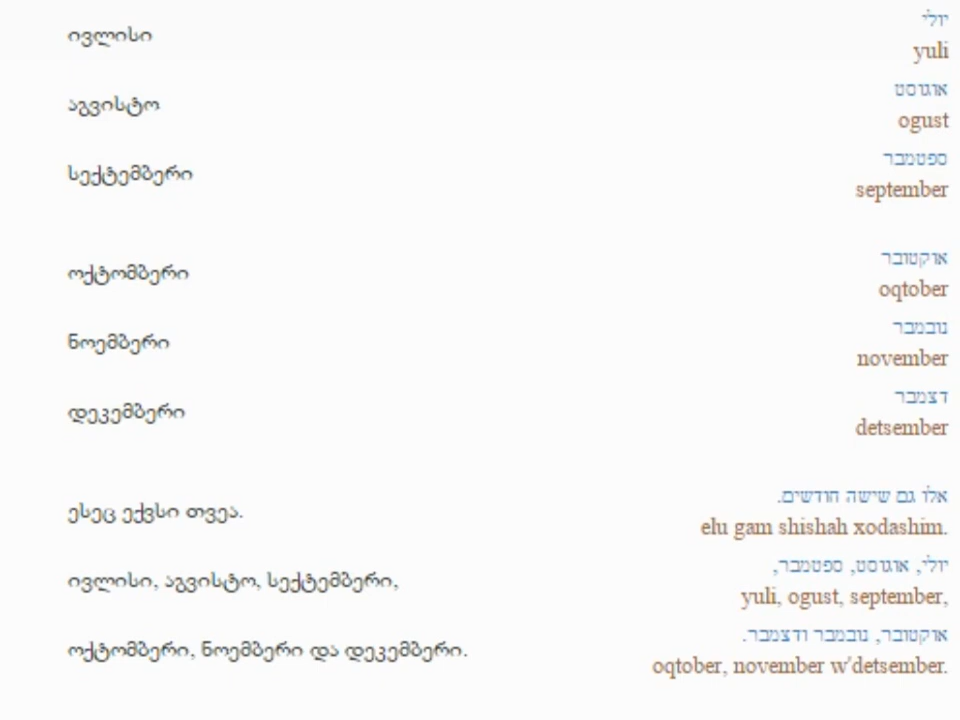 ივლისი
יולי
yuli
აგვისტო
אוגוסט
ogust
სექტემბერი
ספטמבר
september
ოქტომბერი
אוקטובר
oqtober
ნოემბერი
נובמבר
november
დეკემბერი
דצמבר
detsember
ესეც ექვსი თვეა.
אלו גם שישה חודשים.
elu gam shishah xodashim.
ივლისი, აგვისტო, სექტემბერი,
יולי, אוגוסט, ספטמבר,
yuli, ogust, september,
ოქტომბერი, ნოემბერი და დეკემბერი.
אוקטובר, נובמבר ודצמבר.
oqtober, november w'detsember.